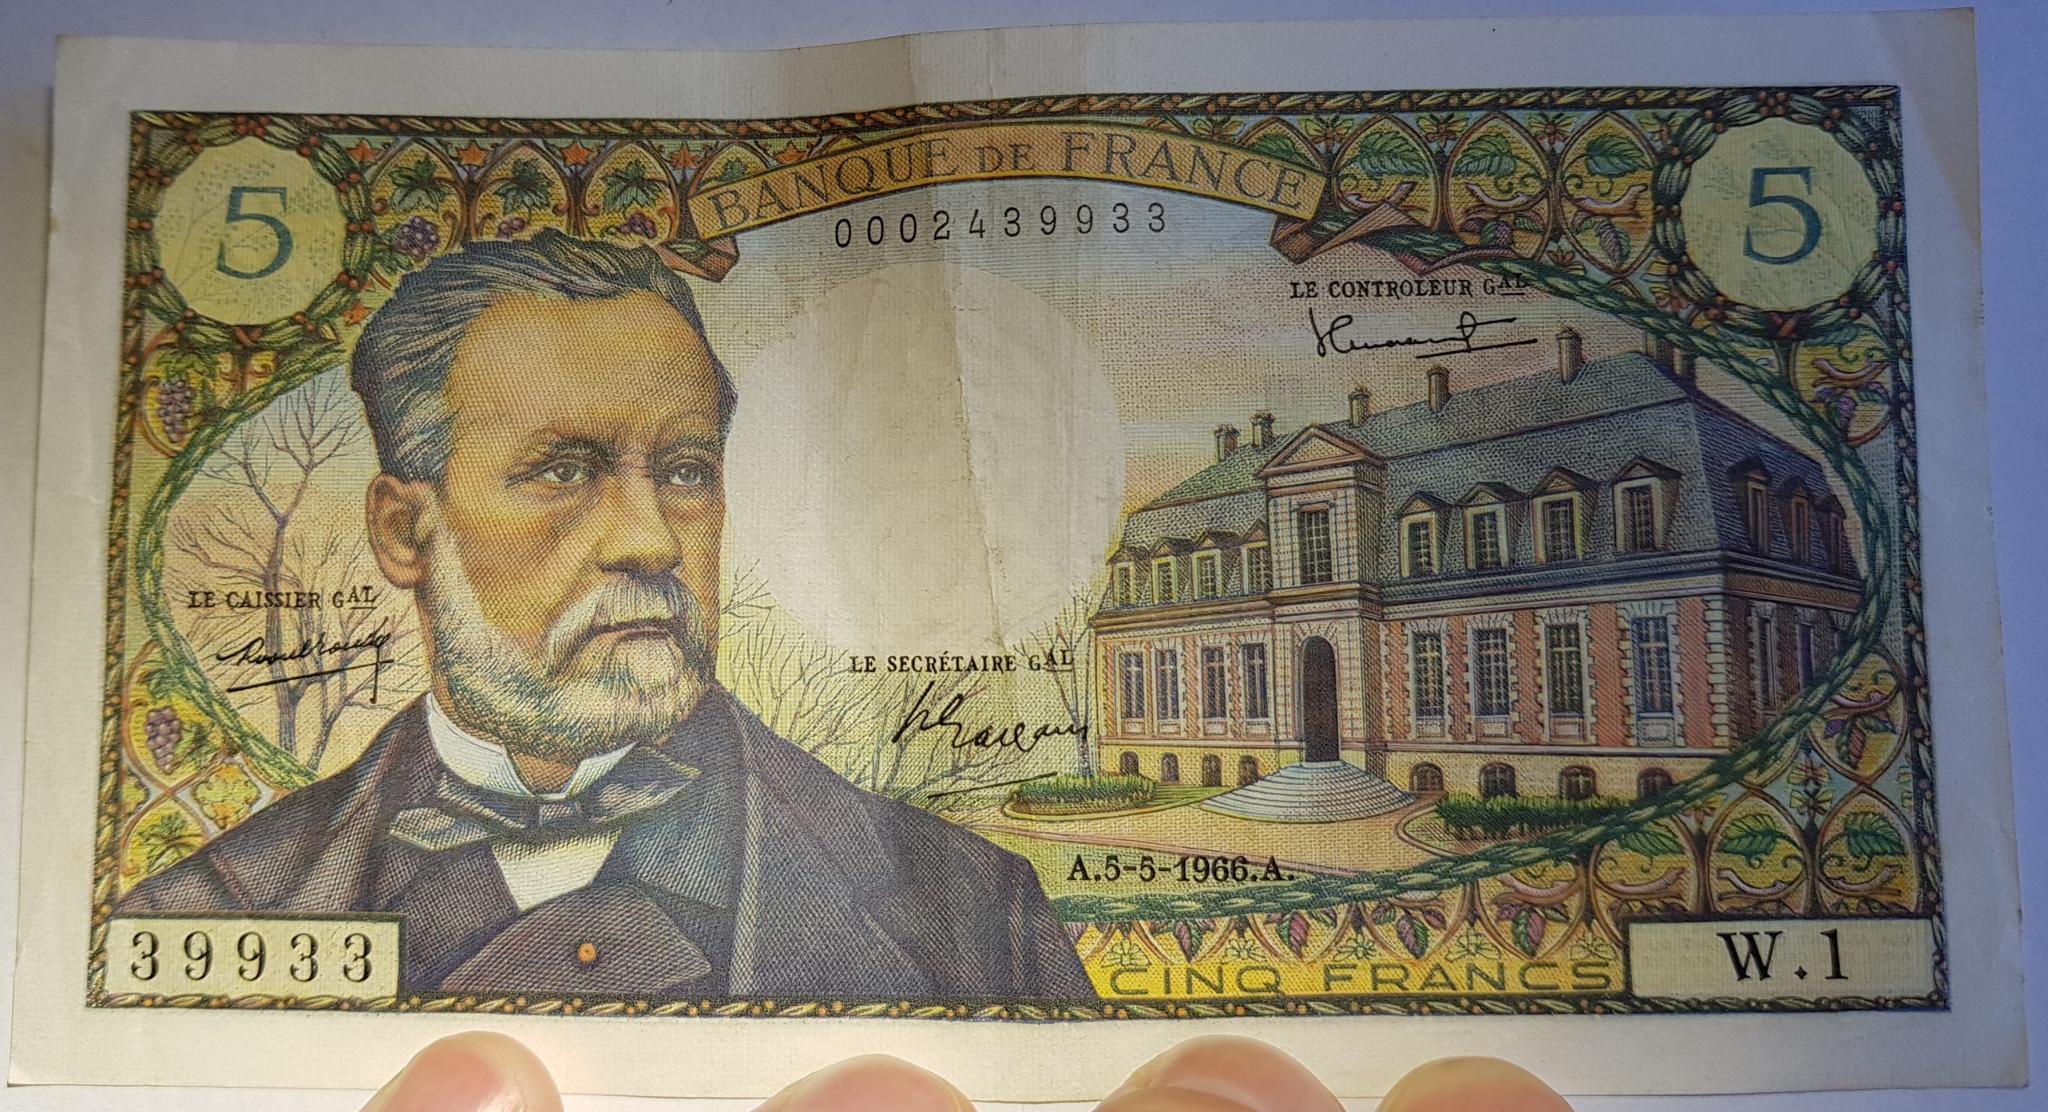 BANQUE DE FRANCE
5
5
0002439933
LE CONTROLEUR GAL
LE CAISSIER GAL
LE SECRÉTAIRE GAL
A.5-5-1966.A.
39933
CINQ FRANCS
W.1